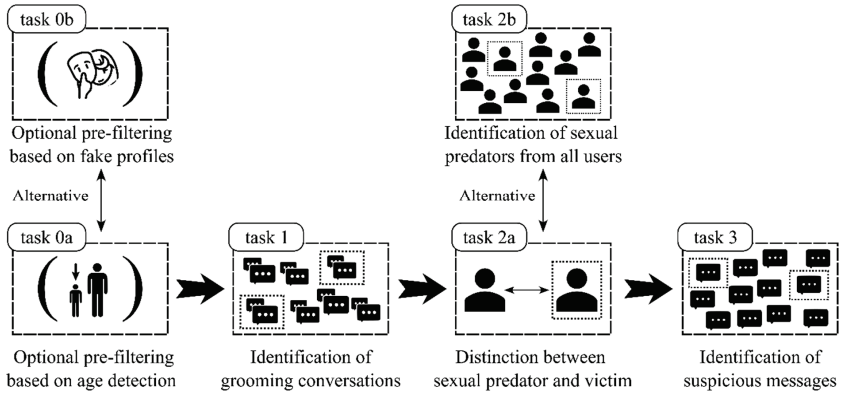 task 0b
Optional pre-filtering
based on fake profiles
task 2b
Identification of sexual
predators from all users
Alternative
Alternative
task 0a
Optional pre-filtering
based on age detection
task 1
Identification of
grooming conversations
task 2a
Distinction between
sexual predator and victim
task 3
Identification of
suspicious messages